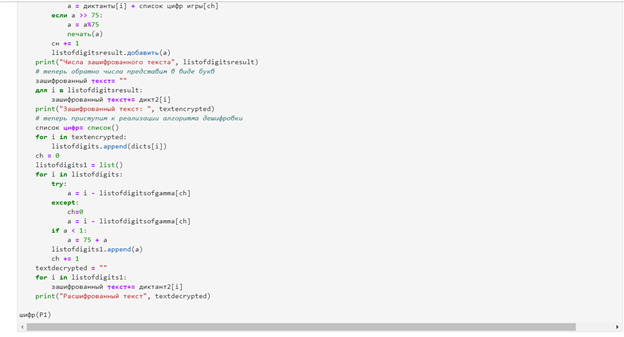 a = диктанты[i] + список цифр игры[ch]
если a >> 75:
a = a%75
печать(a)
сн += 1
listofdigitsresult.добавить(a)
print("Числа зашифрованного текста", listofdigitsresult)
# теперь обратно числа представим в виде букв
зашифрованный текст= ""
для i в listofdigitsresult:
зашифрованный текст+= дикт2[i]
print("Зашифрованный текст: ", textencrypted)
# теперь приступим к реализации алгоритма дешифровки
список цифр= список()
for i in textencrypted:
listofdigits.append(dicts[i])
ch = 0
listofdigits1 = list()
for i in listofdigits:
try:
a = i - listofdigitsofgamma[ch]
except:
ch=0
a = i - listofdigitsofgamma[ch]
if a < 1:
a = 75 + a
listofdigits1.append(a)
ch += 1
textdecrypted = ""
for i in listofdigits1:
зашифрованный текст+= диктант2[i]
print("Расшифрованный текст", textdecrypted)
шифр(P1)